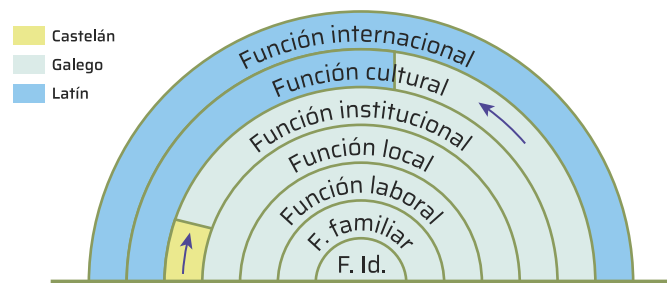 Castelán
Galego
Latín
Función internacional
Función cultural
Función institucional
Función local
Función laboral
F. familiar
F. Id.